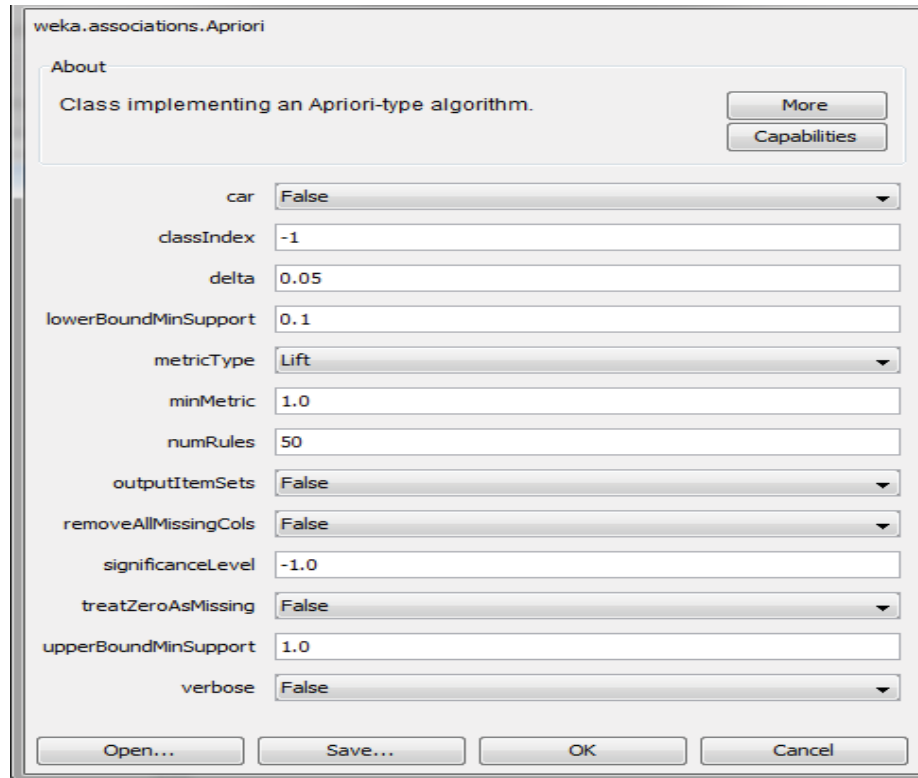 weka.associations.Apriori
About
Class implementing an Apriori-type algorithm.
More
Capabilities
car False
classIndex -1
delta 0.05
lowerBoundMinSupport 0.1
metricType Lift
minMetric 1.0
numRules 50
outputItemSets False
removeAllMissingCols False
significanceLevel -1.0
treatZeroAsMissing False
upperBoundMinSupport 1.0
verbose False
Open... Save... OK Cancel